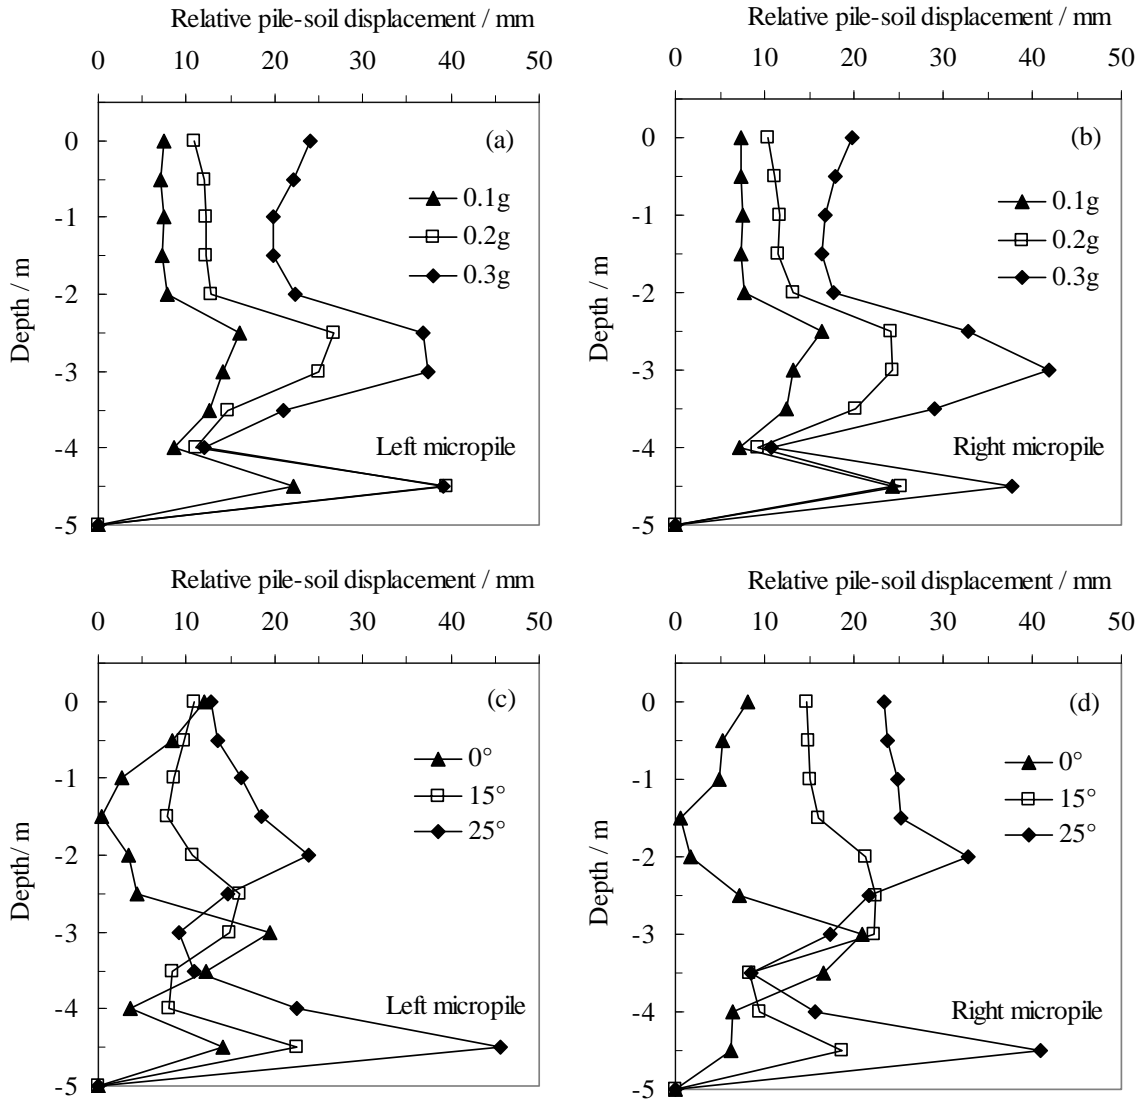 Relative pile-soil displacement / mm
0 10 20 30 40 50
0
-1
-2
-3
-4
-5
Depth / m
(a)
0.1g
0.2g
0.3g
Left micropile
Relative pile-soil displacement / mm
0 10 20 30 40 50
0
-1
-2
-3
-4
-5
Depth / m
(b)
0.1g
0.2g
0.3g
Right micropile
Relative pile-soil displacement / mm
0 10 20 30 40 50
0
-1
-2
-3
-4
-5
Depth/ m
(c)
0°
15°
25°
Left micropile
Relative pile-soil displacement / mm
0 10 20 30 40 50
0
-1
-2
-3
-4
-5
Depth / m
(d)
0°
15°
25°
Right micropile